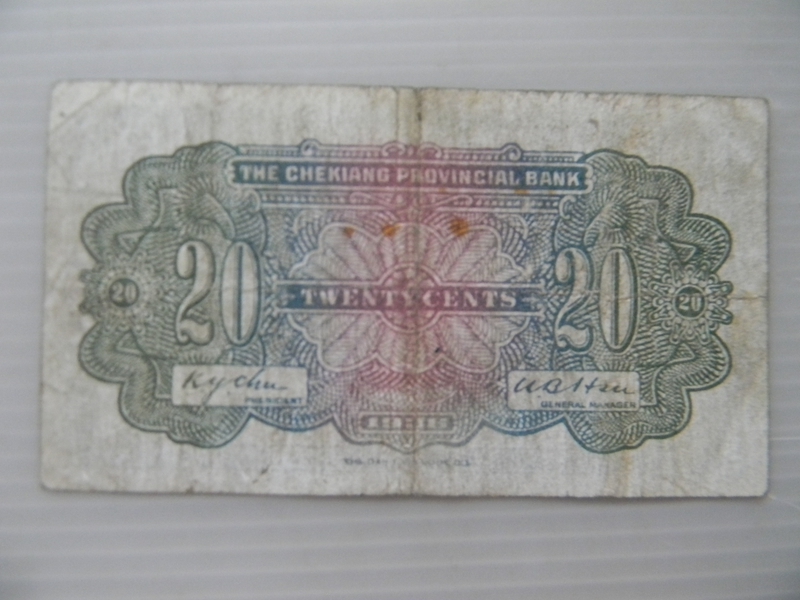 THE CHEKIANG PROVINCIAL BANK
20 20
20 TWENTY CENTS 20
PRESIDENT GENERAL MANAGER